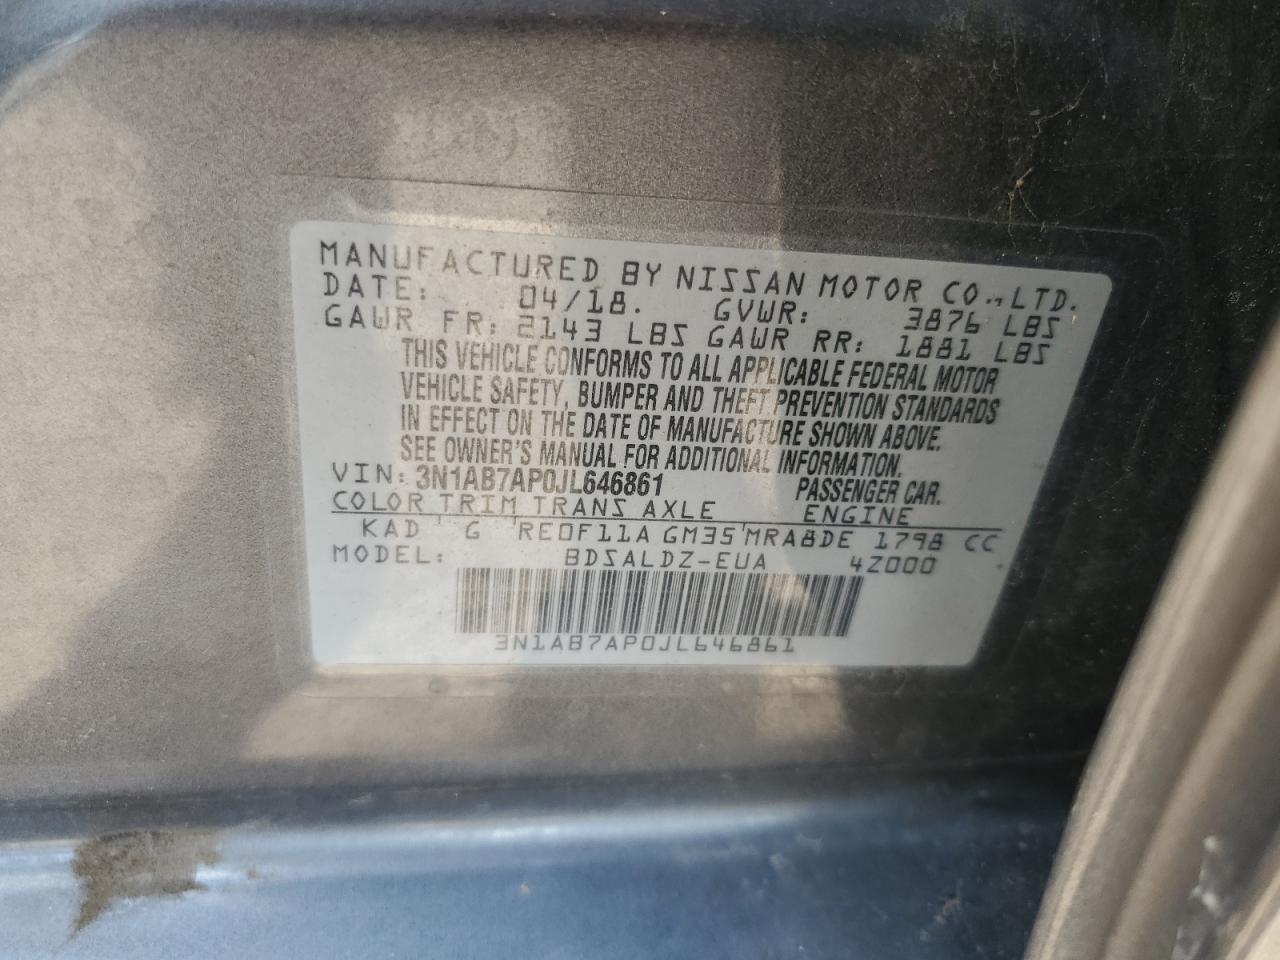 MANUFACTURED BY NISSAN MOTOR CO., LTD.
DATE: 04/18. GVWR: 3876 LBS
GAWR FR: 2143 LBS GAWR RR: 1881 LBS
THIS VEHICLE CONFORMS TO ALL APPLICABLE FEDERAL MOTOR
VEHICLE SAFETY, BUMPER AND THEFT PREVENTION STANDARDS
IN EFFECT ON THE DATE OF MANUFACTURE SHOWN ABOVE.
SEE OWNER'S MANUAL FOR ADDITIONAL INFORMATION.
VIN: 3N1AB7AP0JL646861 PASSENGER CAR.
COLOR TRIM TRANS AXLE ENGINE
KAD G RE0F11A GM35 MRA8DE 1798 CC
MODEL: BDSALDZ-EUA 4Z000
3N1AB7AP0JL646861